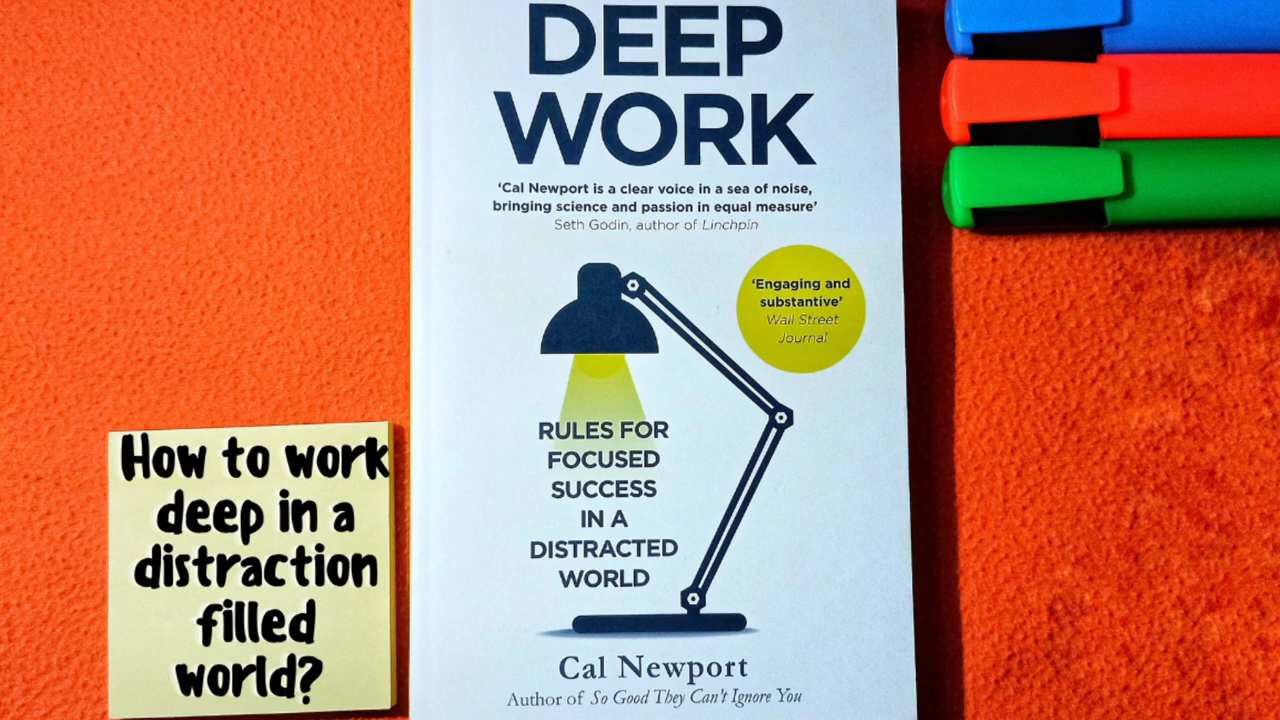 DEEP
WORK
‘Cal Newport is a clear voice in a sea of noise,
bringing science and passion in equal measure’
Seth Godin, author of Linchpin
‘Engaging and
substantive’
Wall Street
Journal
RULES FOR
FOCUSED
SUCCESS
IN A
DISTRACTED
WORLD
Cal Newport
Author of So Good They Can’t Ignore You
How to work
deep in a
distraction
filled
world?